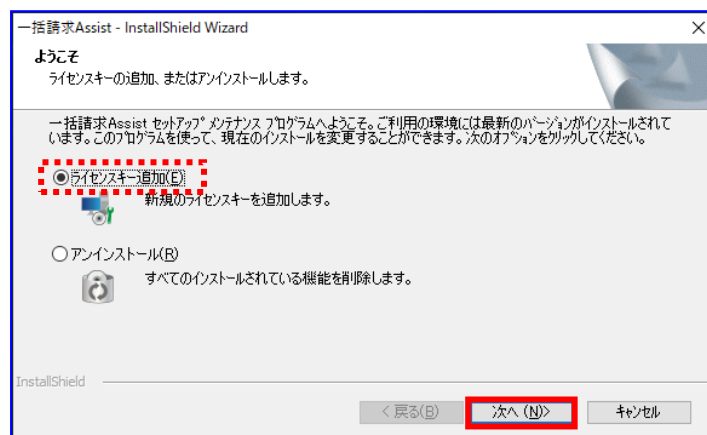 一括請求Assist - InstallShield Wizard
ようこそ
ライセンスキーの追加、またはアンインストールします。
一括請求Assist セットアップ メンテナンス プログラムへようこそ。ご利用の環境には最新のバージョンがインストールされて
います。このプログラムを使って、現在のインストールを変更することができます。次のオプションをクリックしてください。
ライセンスキー追加(E)
新規のライセンスキーを追加します。
アンインストール(R)
すべてのインストールされている機能を削除します。
InstallShield
< 戻る(B)
次へ (N)>
キャンセル